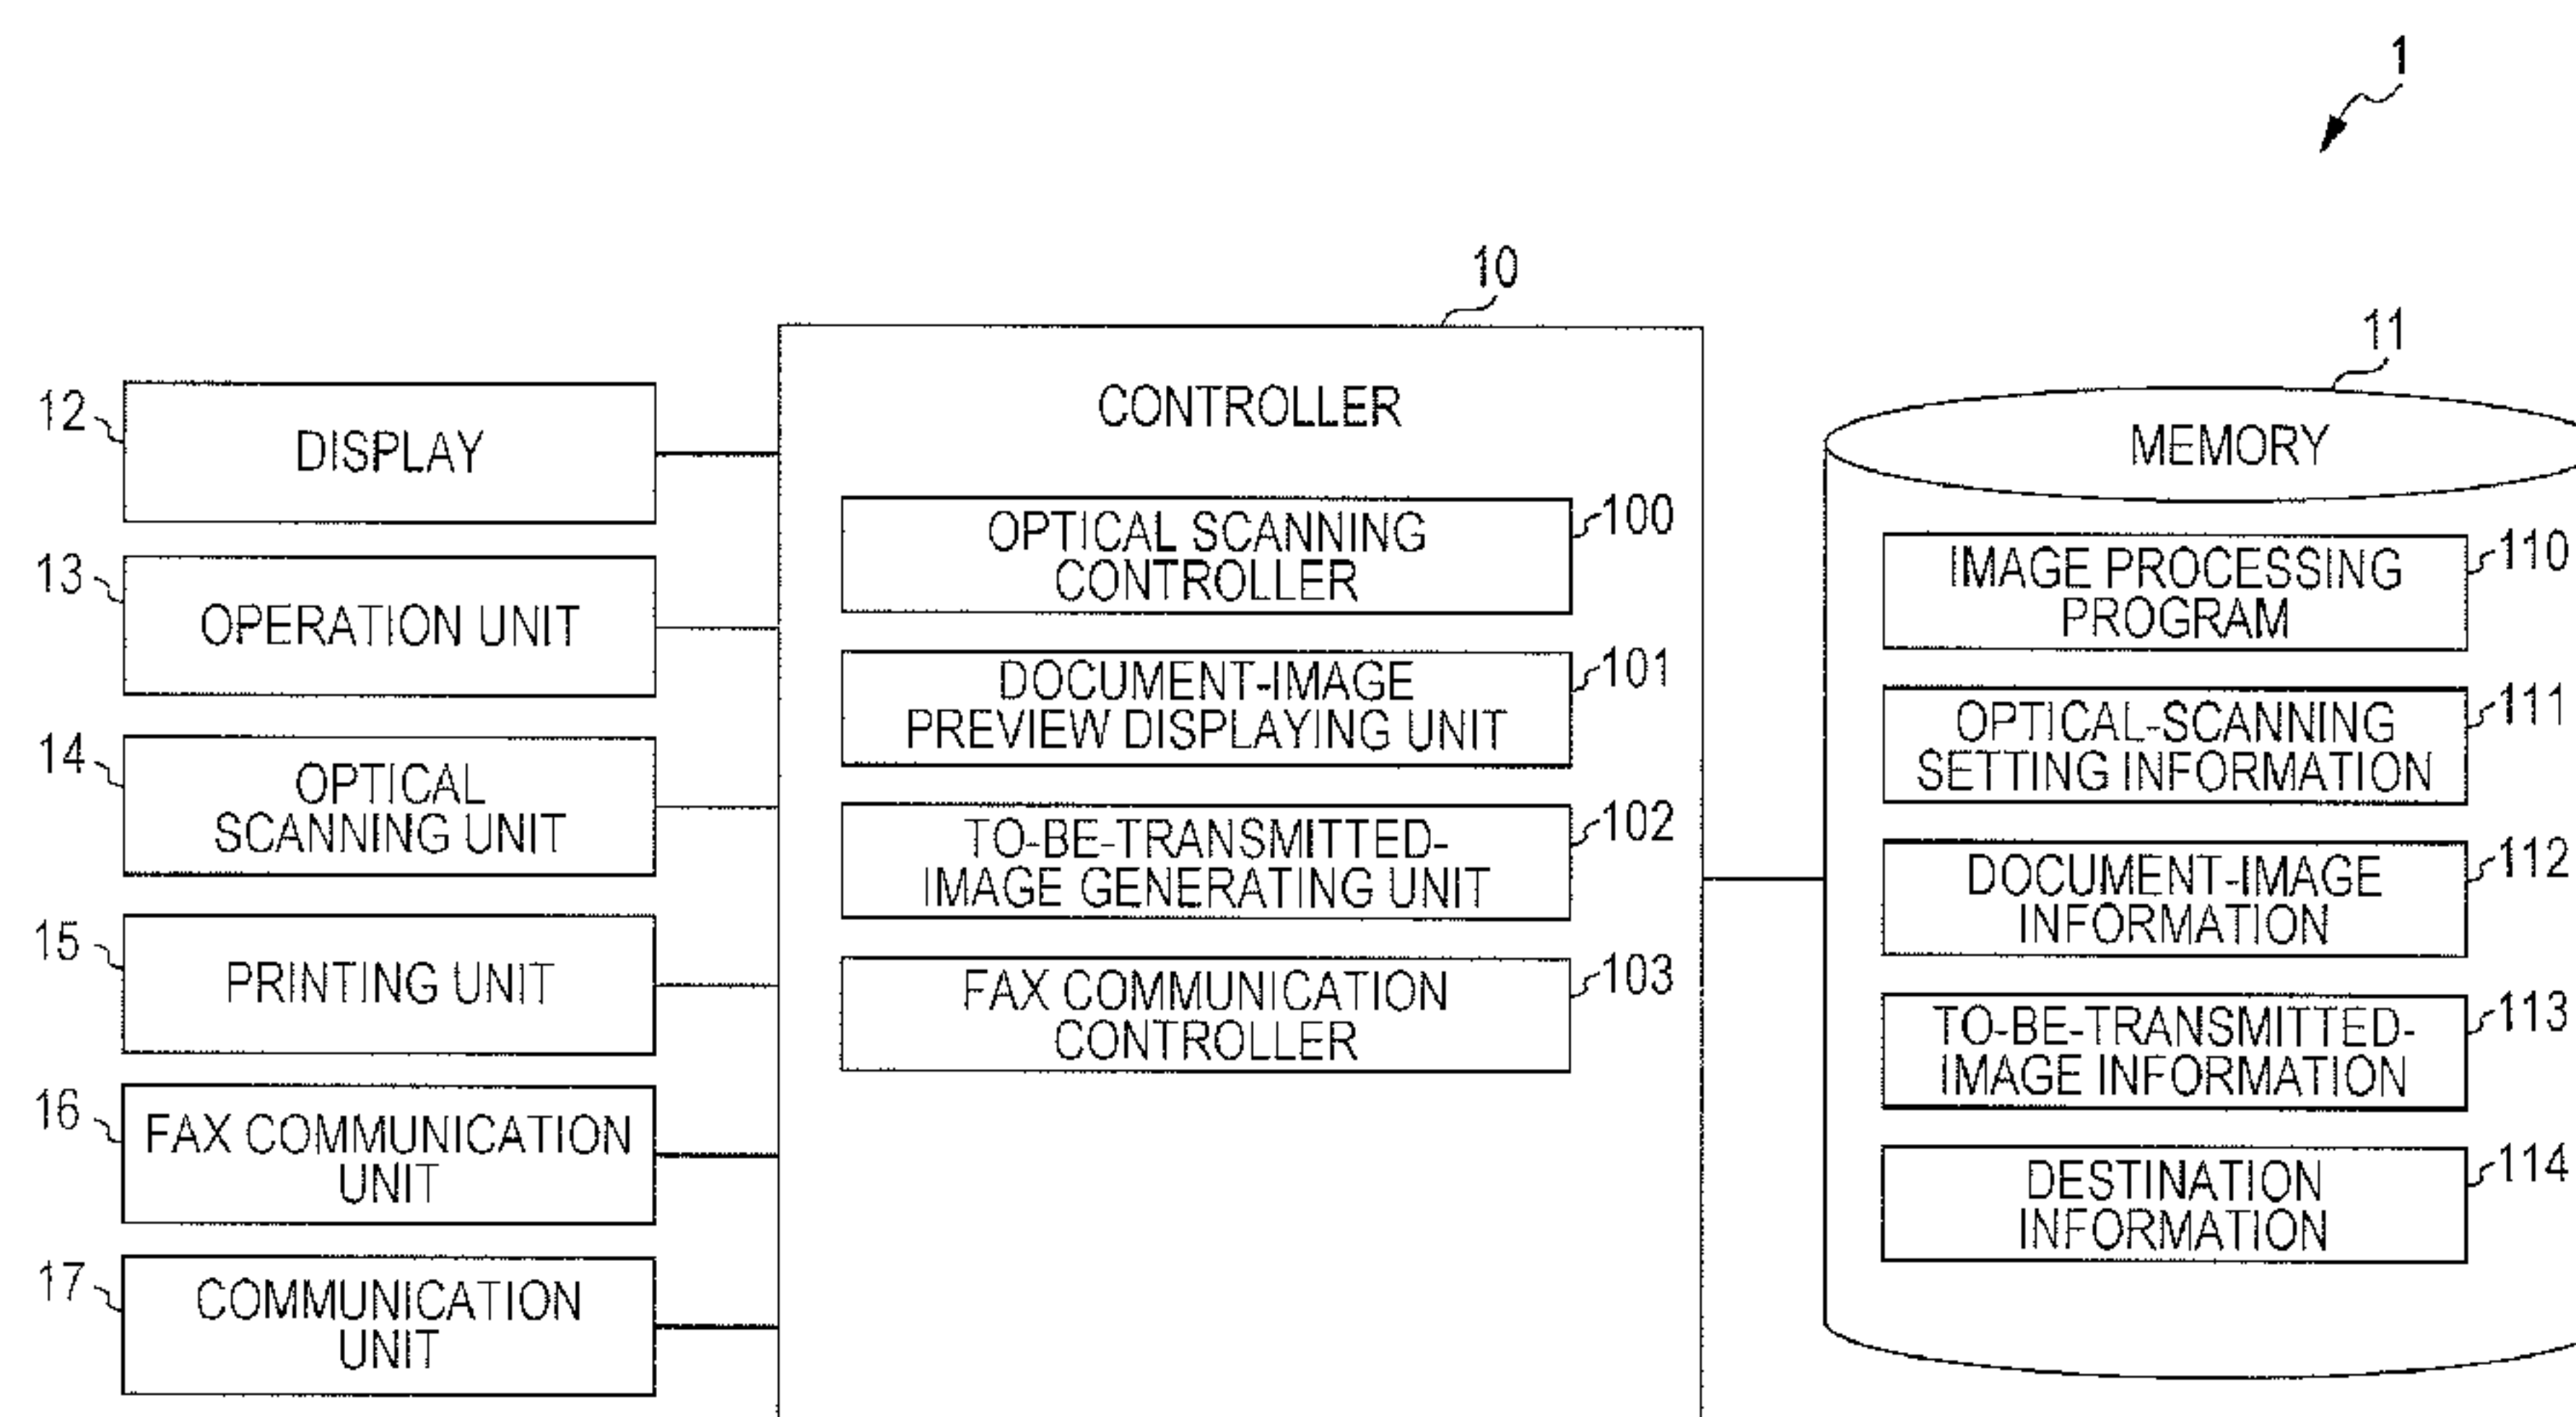 1
10
11
12
DISPLAY
13
OPERATION UNIT
14
OPTICAL
SCANNING UNIT
15
PRINTING UNIT
16
FAX COMMUNICATION
UNIT
17
COMMUNICATION
UNIT
CONTROLLER
OPTICAL SCANNING
CONTROLLER
100
DOCUMENT-IMAGE
PREVIEW DISPLAYING UNIT
101
TO-BE-TRANSMITTED-
IMAGE GENERATING UNIT
102
FAX COMMUNICATION
CONTROLLER
103
MEMORY
IMAGE PROCESSING
PROGRAM
110
OPTICAL-SCANNING
SETTING INFORMATION
111
DOCUMENT-IMAGE
INFORMATION
112
TO-BE-TRANSMITTED-
IMAGE INFORMATION
113
DESTINATION
INFORMATION
114